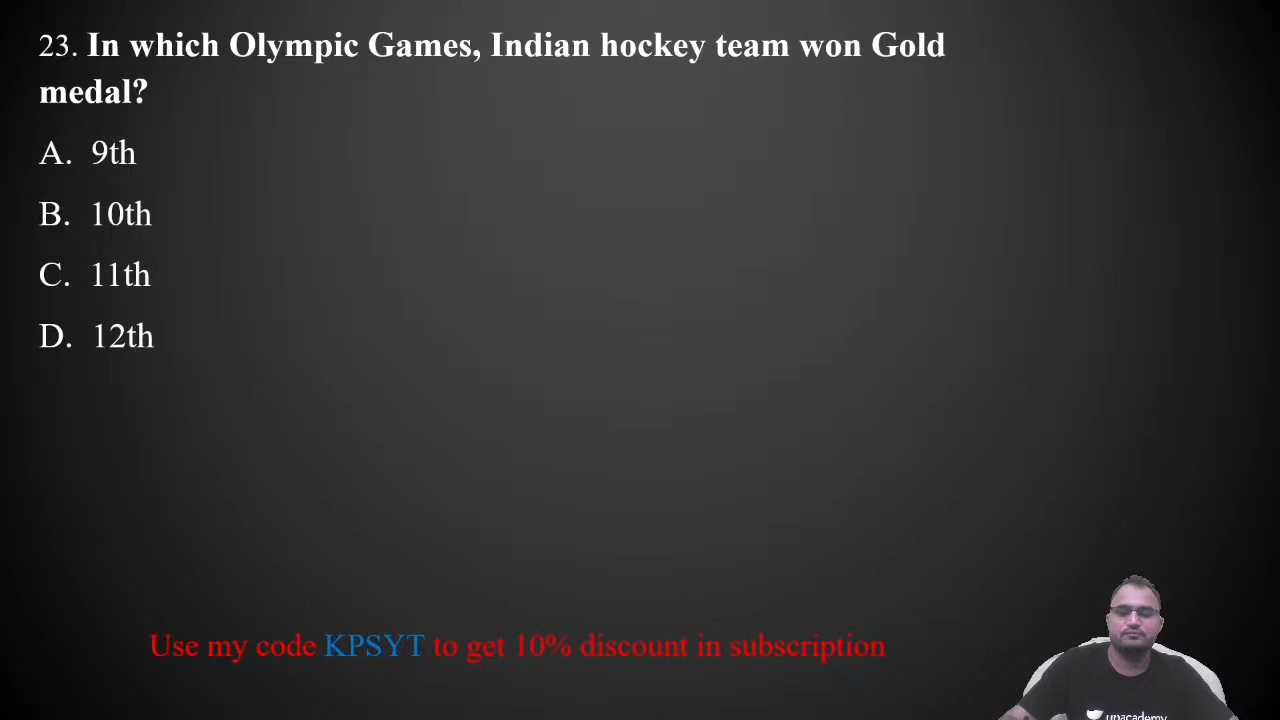 23. In which Olympic Games, Indian hockey team won Gold
medal?
A. 9th
B. 10th
C. 11th
D. 12th
Use my code KPSYT to get 10% discount in subscription
unacademy